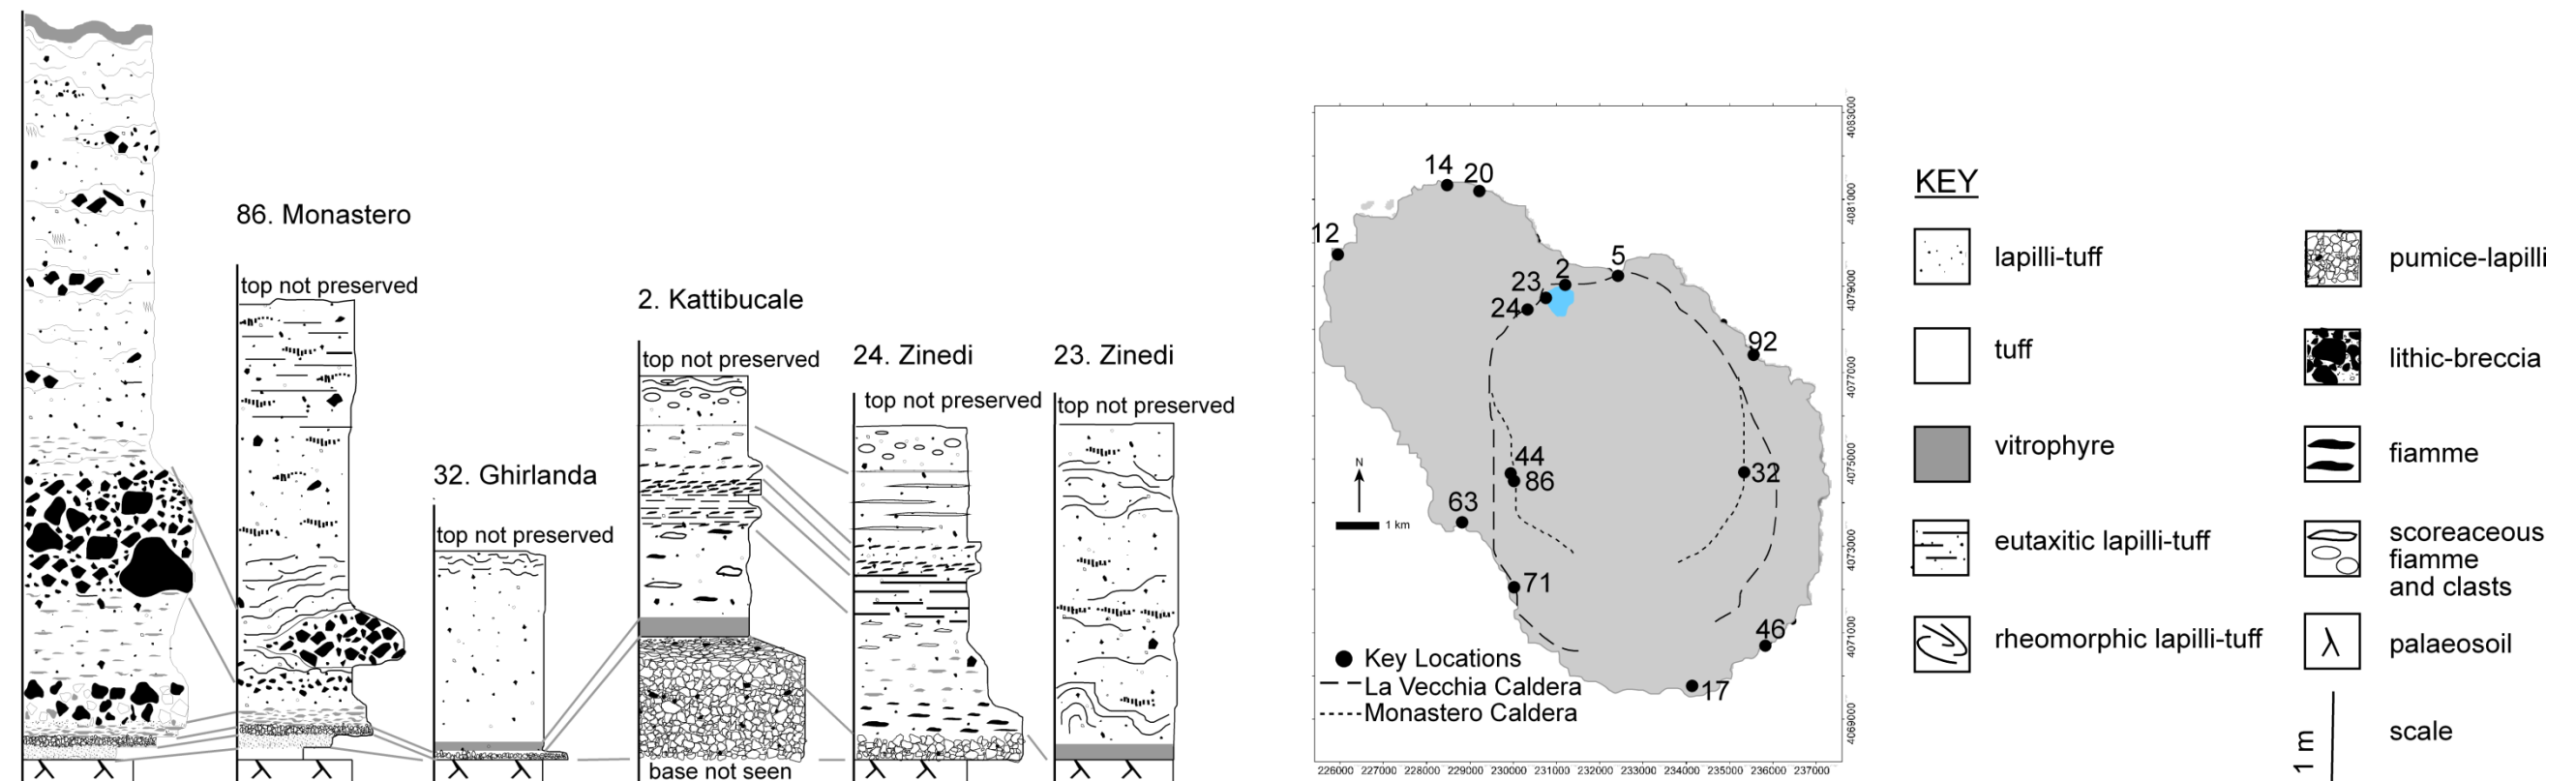 86. Monastero
top not preserved
32. Ghirlanda
top not preserved
2. Kattibucale
top not preserved
base not seen
24. Zinedi
top not preserved
23. Zinedi
top not preserved
14
20
12
5
2
23
24
92
44
86
32
63
71
46
17
N
1 km
Key Locations
La Vecchia Caldera
Monastero Caldera
226000 227000 228000 229000 230000 231000 232000 233000 234000 235000 236000 237000
4083000
4081000
4079000
4077000
4075000
4073000
4071000
4069000
KEY
lapilli-tuff
tuff
vitrophyre
eutaxitic lapilli-tuff
rheomorphic lapilli-tuff
pumice-lapilli
lithic-breccia
fiamme
scoreaceous
fiamme
and clasts
palaeosoil
scale
1 m